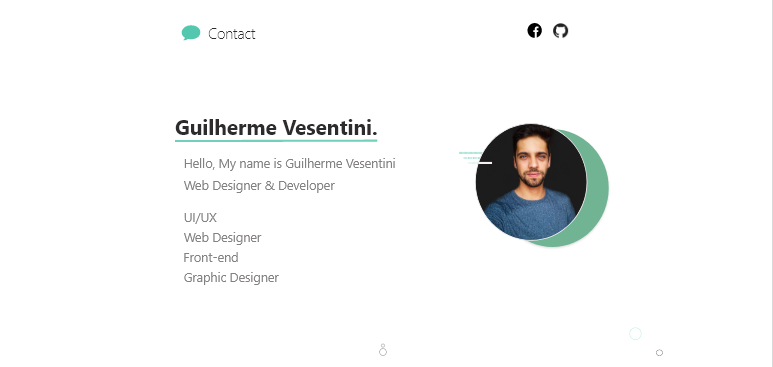 Contact
Guilherme Vesentini.
Hello, My name is Guilherme Vesentini
Web Designer & Developer
UI/UX
Web Designer
Front-end
Graphic Designer